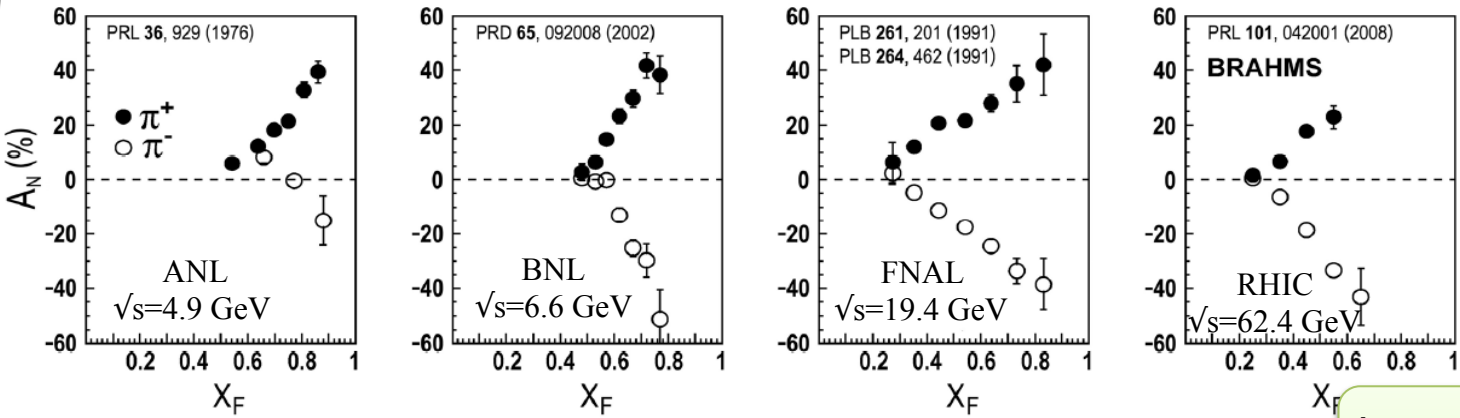 PRL 36, 929 (1976)
60
40
20
0
-20
-40
-60
A_N (%)
π⁺
π⁻
ANL
√s=4.9 GeV
0.2 0.4 0.6 0.8 1
X_F
PRD 65, 092008 (2002)
60
40
20
0
-20
-40
-60
BNL
√s=6.6 GeV
0.2 0.4 0.6 0.8 1
X_F
PLB 261, 201 (1991)
PLB 264, 462 (1991)
60
40
20
0
-20
-40
-60
FNAL
√s=19.4 GeV
0.2 0.4 0.6 0.8 1
X_F
PRL 101, 042001 (2008)
BRAHMS
60
40
20
0
-20
-40
-60
RHIC
√s=62.4 GeV
0.2 0.4 0.6 0.8 1
X_F